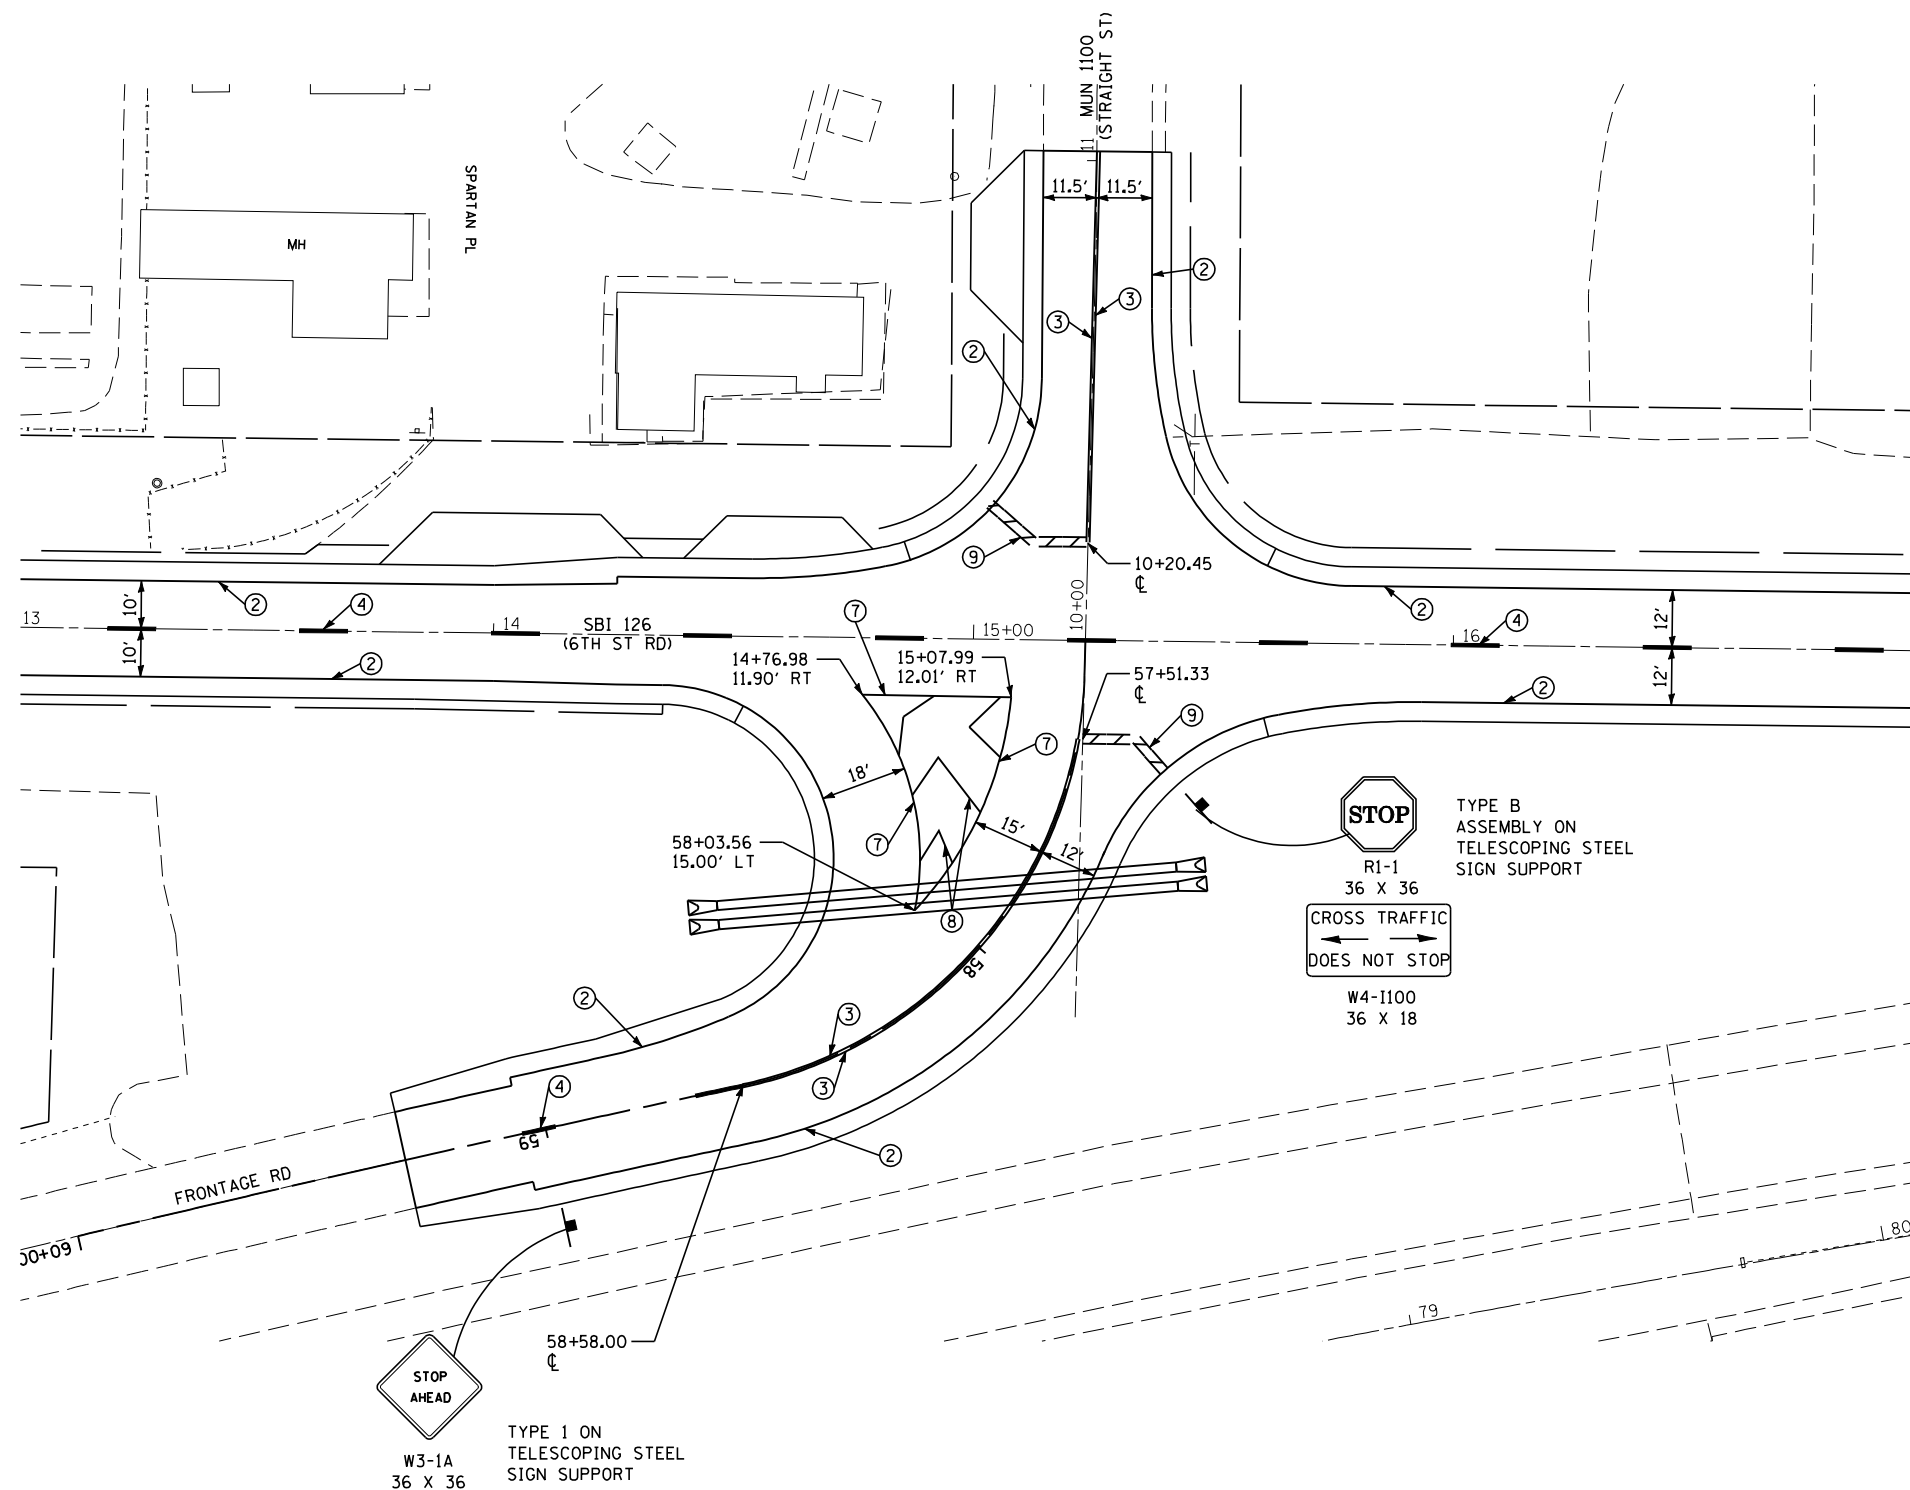 11 MUN 1100
(STRAIGHT ST)
11.5' 11.5'
SPARTAN PL
MH
2
3
3
2
9
10+20.45
℄
10+00
13
10'
10'
2
4
14
SBI 126
(6TH ST RD)
7
15+00
2
4
16
12'
12'
2
14+76.98
11.90' RT
15+07.99
12.01' RT
57+51.33
℄
2
9
7
18'
7
15'
12'
58+03.56
15.00' LT
8
58
STOP
R1-1
36 X 36
TYPE B
ASSEMBLY ON
TELESCOPING STEEL
SIGN SUPPORT
CROSS TRAFFIC
DOES NOT STOP
W4-I100
36 X 18
2
3
3
4
59
2
FRONTAGE RD
60+00
79
80
58+58.00
℄
STOP
AHEAD
W3-1A
36 X 36
TYPE 1 ON
TELESCOPING STEEL
SIGN SUPPORT